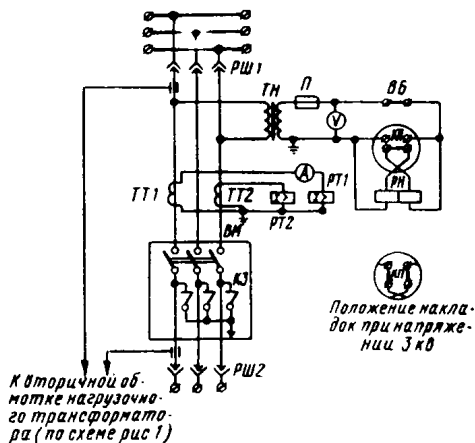 РШ1
ТН
П
ВБ
V
КП
РН
А
РТ1
ТТ1
ТТ2
РТ2
ВМ
КЗ
КП
Положение накла-
док при напряже-
нии 3 кв
РШ2
К вторичной об-
мотке нагрузочно-
го трансформато-
ра (по схеме рис 1)